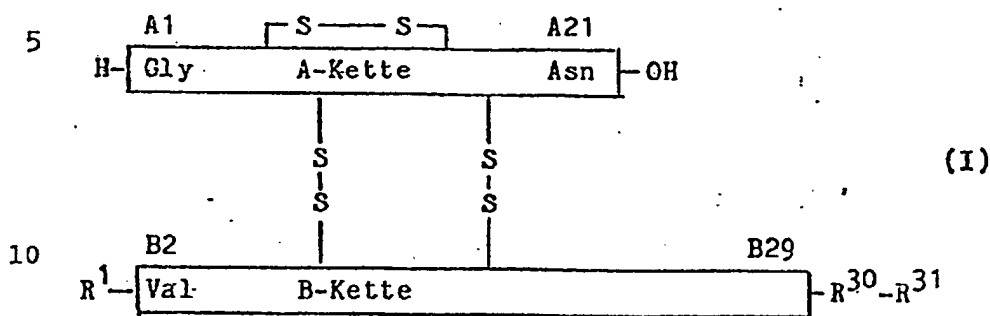 5
A1 S S A21
H- Gly A-Kette Asn -OH
S S
S S
(I)
10
B2 B29
R¹- Val B-Kette -R³⁰-R³¹